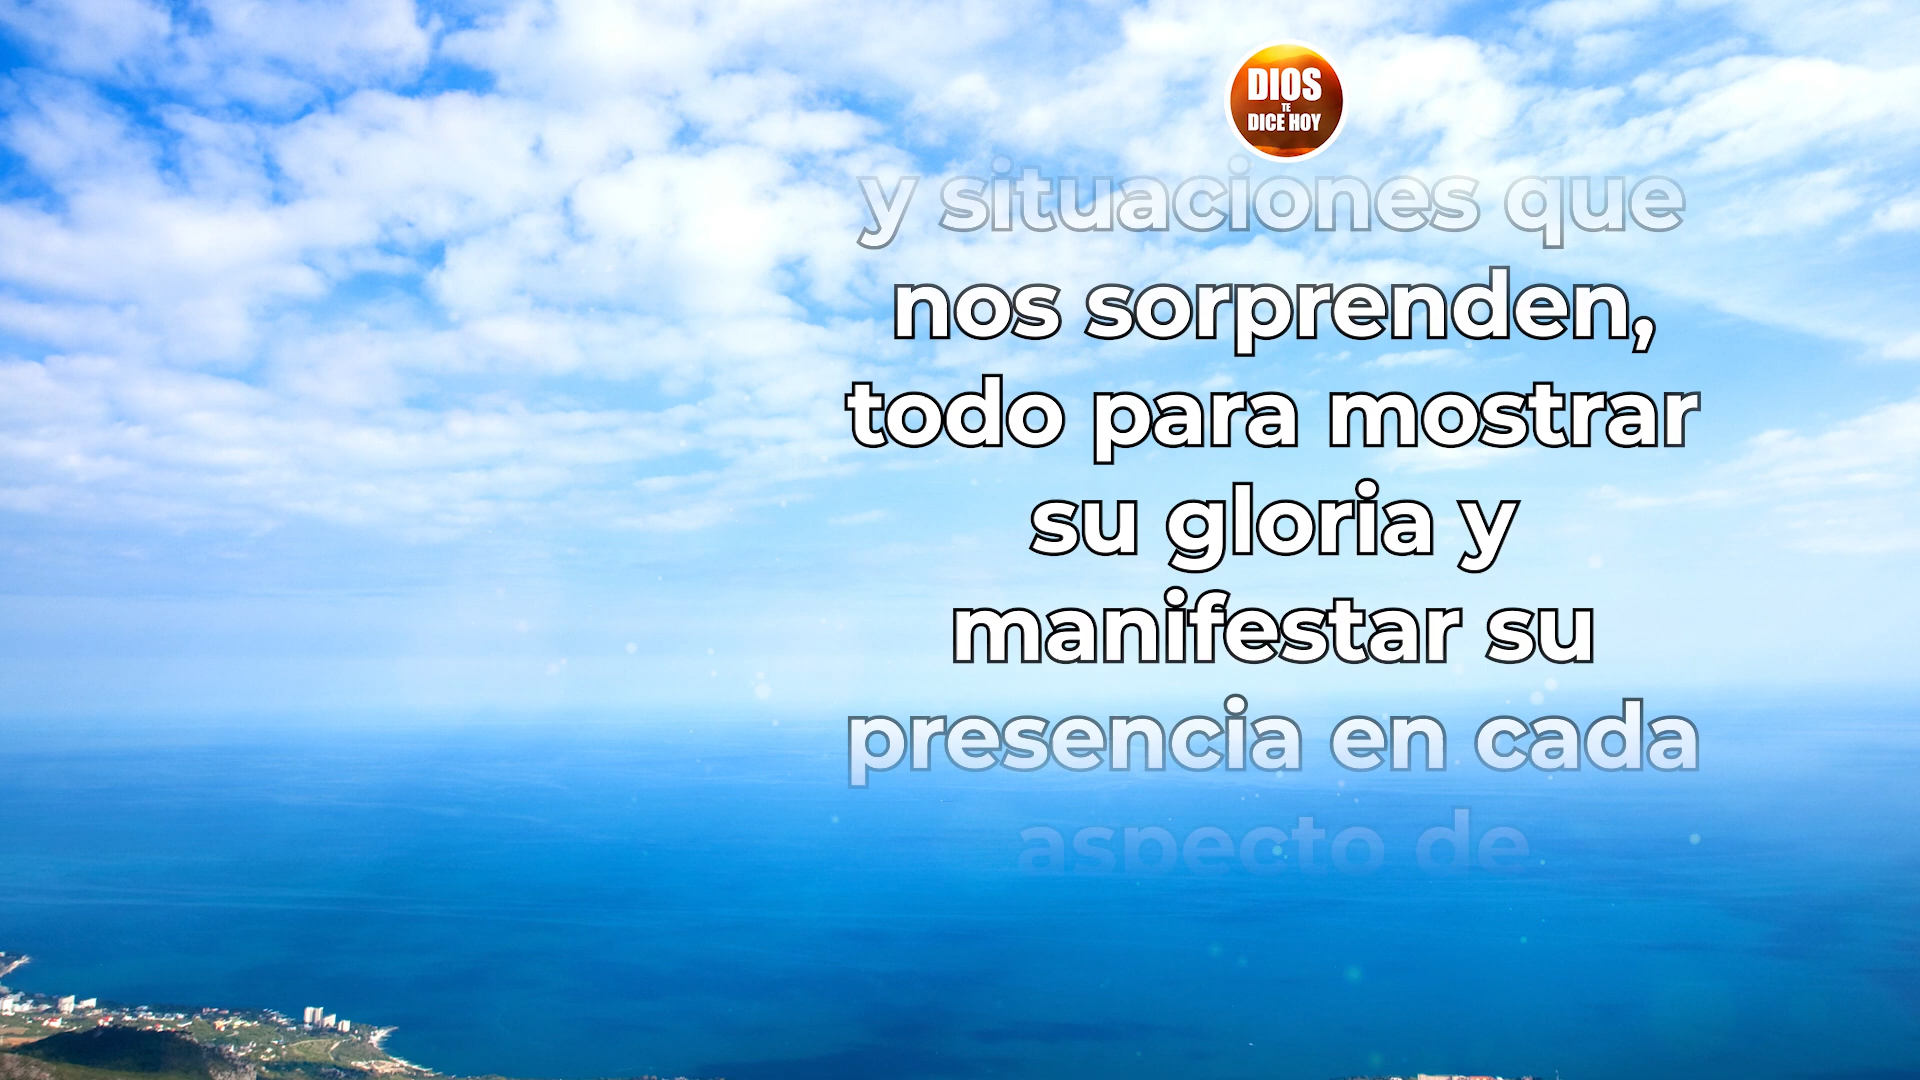 DIOS
TE
DICE HOY
y situaciones que
nos sorprenden,
todo para mostrar
su gloria y
manifestar su
presencia en cada
aspecto de